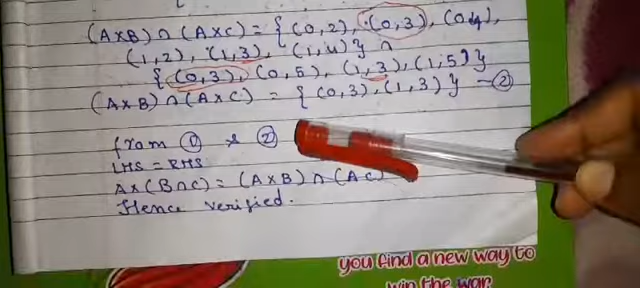 (A×B) ∩ (A×C) = { (0,2), (0,3), (0,4),
(1,2), (1,3), (1,4) } ∩
{ (0,3), (0,5), (1,3), (1,5) }
(A×B) ∩ (A×C) = { (0,3), (1,3) } — ②
from ① & ②
LHS = RHS
A×(B∩C) = (A×B) ∩ (A C)
Hence verified.
you find a new way to
win the war